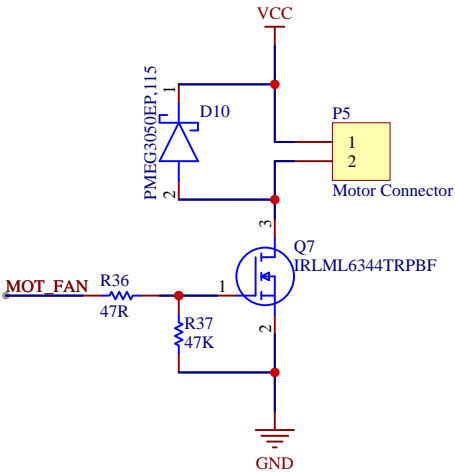 VCC
1
D10
PMEG3050EP,115
2
P5
1
2
Motor Connector
3
Q7
IRLML6344TRPBF
MOT_FAN
R36
47R
1
R37
47K
2
GND